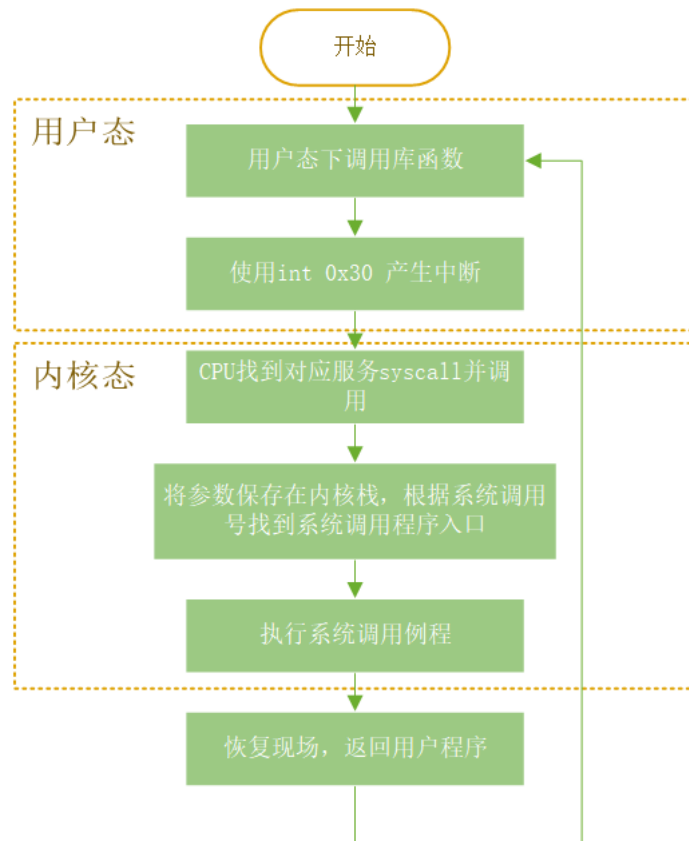 开始
用户态
用户态下调用库函数
使用int 0x30 产生中断
内核态
CPU找到对应服务syscall并调
用
将参数保存在内核栈，根据系统调用
号找到系统调用程序入口
执行系统调用例程
恢复现场，返回用户程序